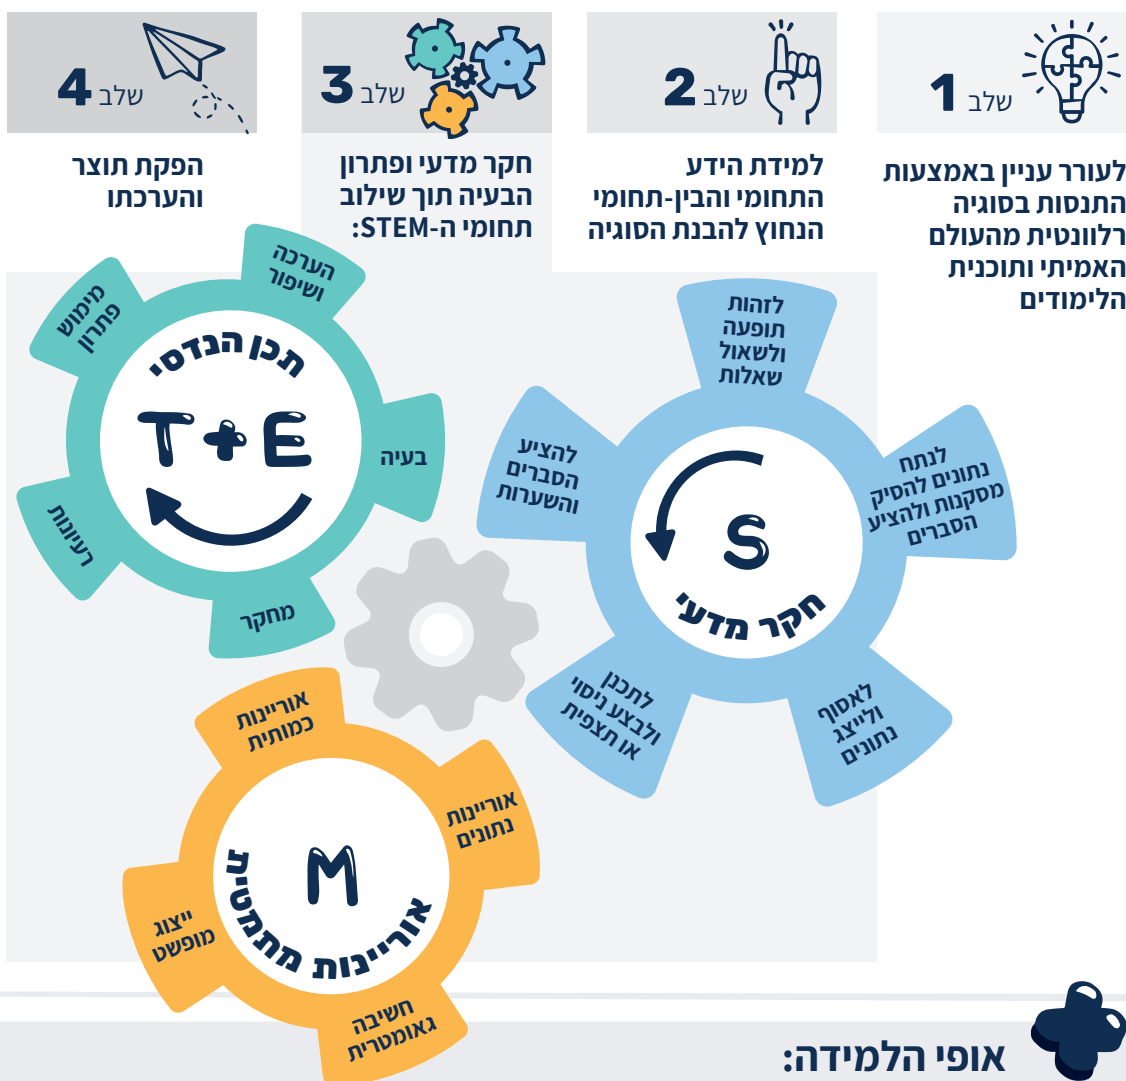 שלב 1
לעורר עניין באמצעות
התנסות בסוגיה
רלוונטית מהעולם
האמיתי ותוכנית
הלימודים
שלב 2
למידת הידע
התחומי והבין-תחומי
הנחוץ להבנת הסוגיה
שלב 3
חקר מדעי ופתרון
הבעיה תוך שילוב
תחומי ה-STEM:
שלב 4
הפקת תוצר
והערכתו
לזהות
תופעה
ולשאול
שאלות
להציע
הסברים
והשערות
לתכנן
ולבצע ניסוי
או תצפית
לאסוף
ולייצג
נתונים
לנתח
נתונים להסיק
מסקנות ולהציע
הסברים
S
חקר מדעי
תכן הנדסי
T+E
בעיה
מחקר
רעיונות
מימוש
פתרון
הערכה
ושיפור
אוריינות
כמותית
אוריינות
נתונים
M
אוריינות מתמטית
ייצוג
מופשט
חשיבה
גאומטרית
אופי הלמידה: